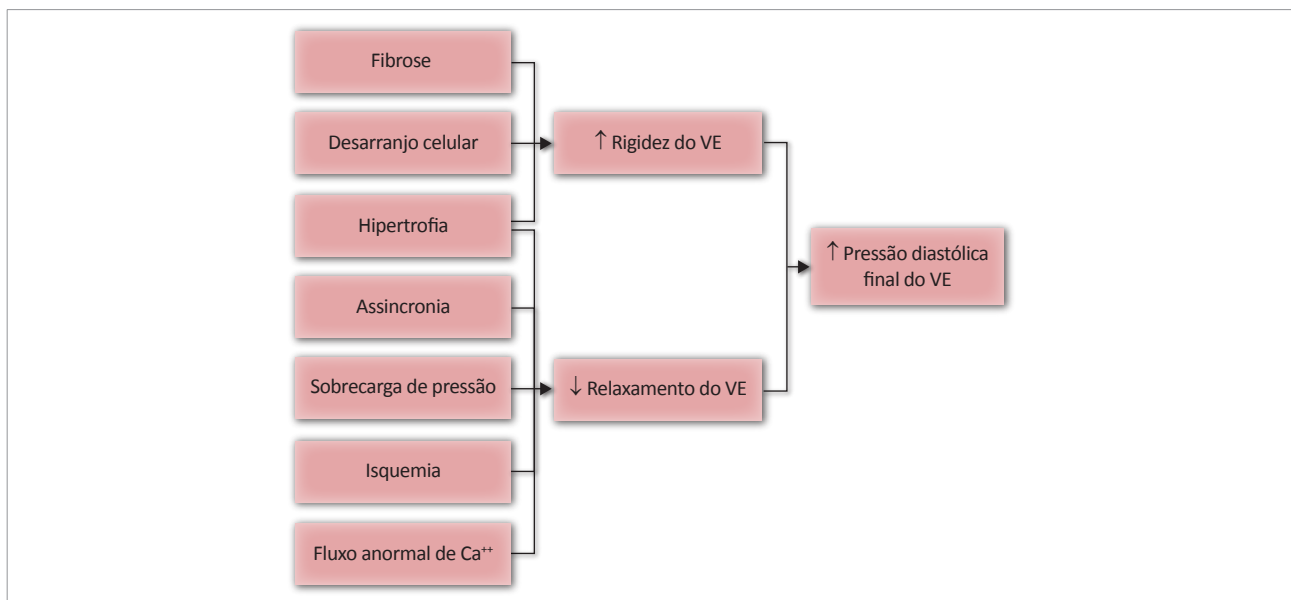 Fibrose
Desarranjo celular
Hipertrofia
Assincronia
Sobrecarga de pressão
Isquemia
Fluxo anormal de Ca⁺⁺
↑ Rigidez do VE
↓ Relaxamento do VE
↑ Pressão diastólica
final do VE